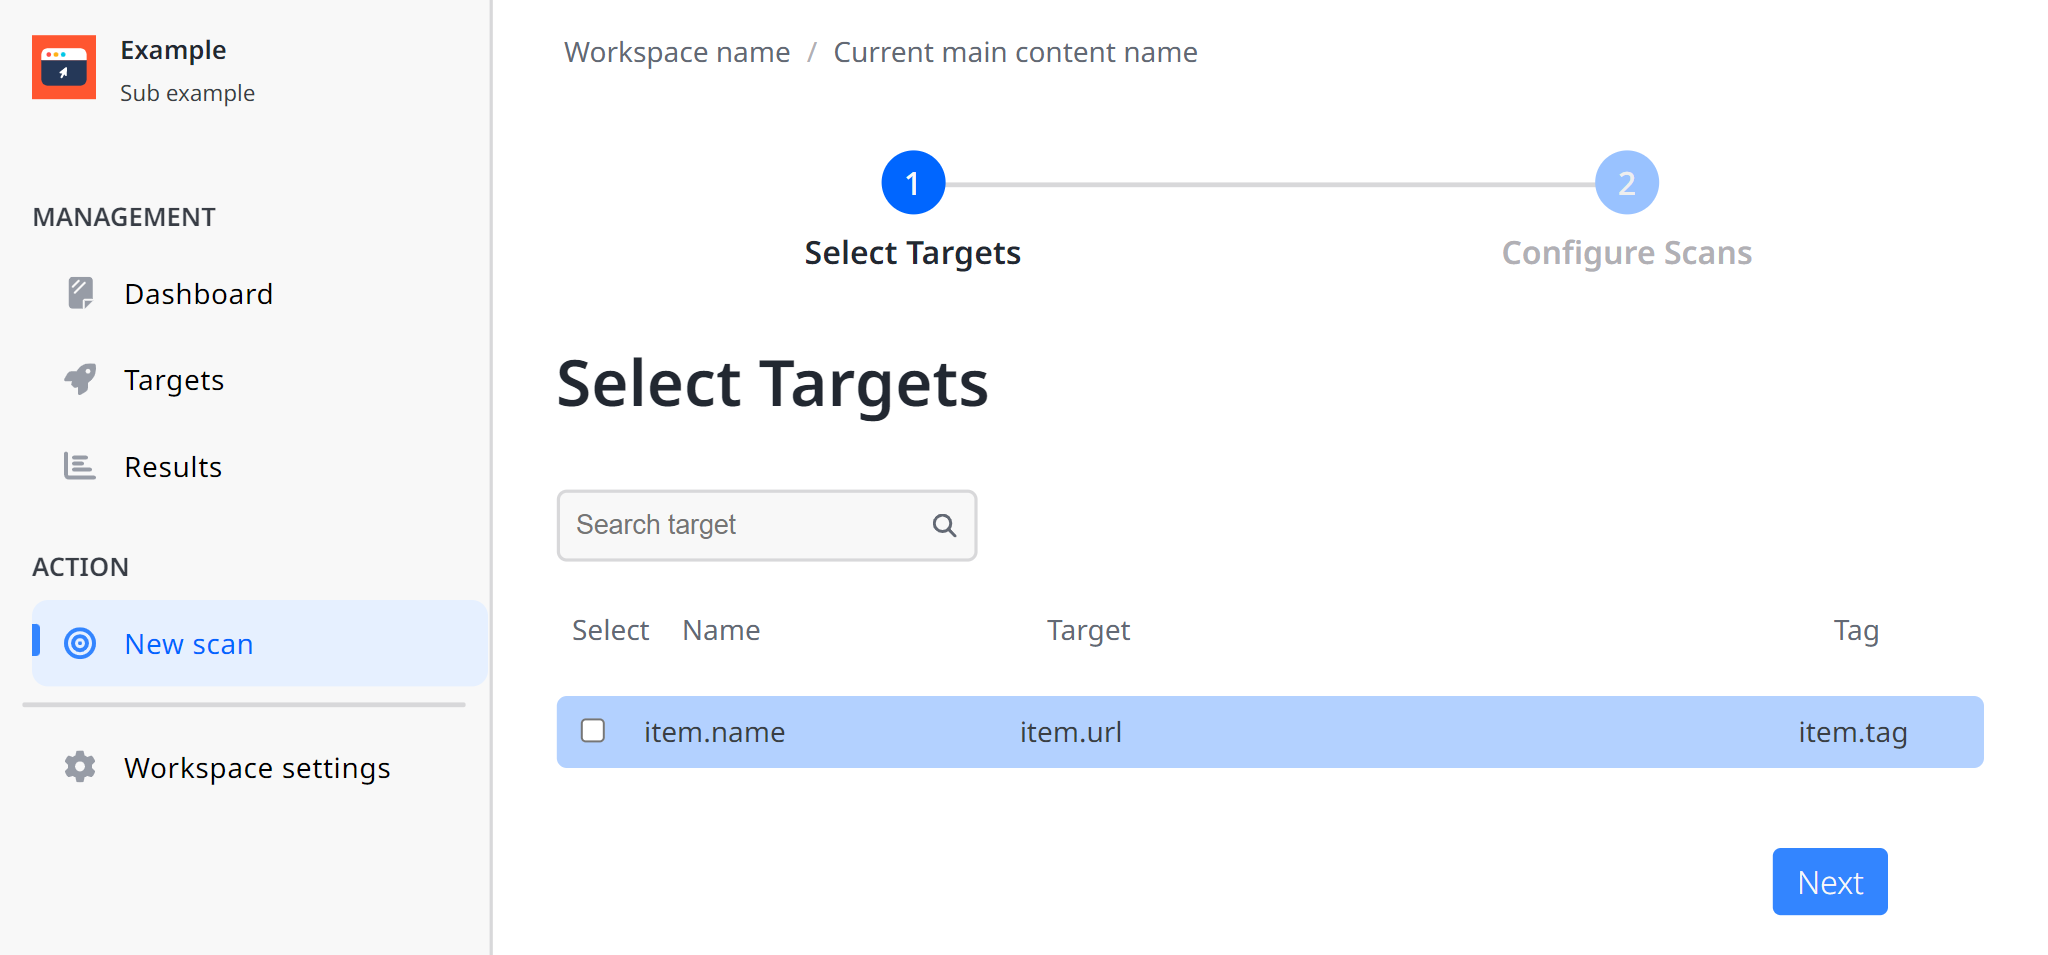 Example
Sub example
MANAGEMENT
Dashboard
Targets
Results
ACTION
New scan
Workspace settings
Workspace name / Current main content name
1 2
Select Targets Configure Scans
Select Targets
Search target
Select Name Target Tag
item.name item.url item.tag
Next